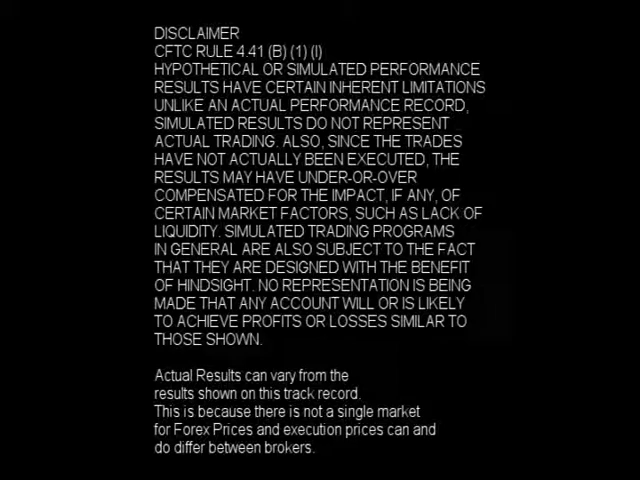 DISCLAIMER
CFTC RULE 4.41 (B) (1) (I)
HYPOTHETICAL OR SIMULATED PERFORMANCE
RESULTS HAVE CERTAIN INHERENT LIMITATIONS
UNLIKE AN ACTUAL PERFORMANCE RECORD,
SIMULATED RESULTS DO NOT REPRESENT
ACTUAL TRADING. ALSO, SINCE THE TRADES
HAVE NOT ACTUALLY BEEN EXECUTED, THE
RESULTS MAY HAVE UNDER-OR-OVER
COMPENSATED FOR THE IMPACT, IF ANY, OF
CERTAIN MARKET FACTORS, SUCH AS LACK OF
LIQUIDITY. SIMULATED TRADING PROGRAMS
IN GENERAL ARE ALSO SUBJECT TO THE FACT
THAT THEY ARE DESIGNED WITH THE BENEFIT
OF HINDSIGHT. NO REPRESENTATION IS BEING
MADE THAT ANY ACCOUNT WILL OR IS LIKELY
TO ACHIEVE PROFITS OR LOSSES SIMILAR TO
THOSE SHOWN.
Actual Results can vary from the
results shown on this track record.
This is because there is not a single market
for Forex Prices and execution prices can and
do differ between brokers.